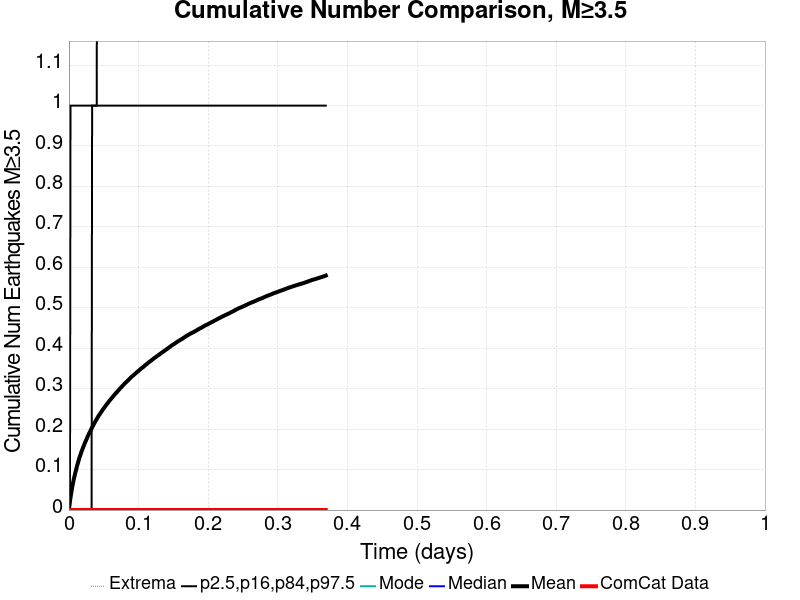 Cumulative Number Comparison, M≥3.5
Cumulative Num Earthquakes M≥3.5
1.1
1
0.9
0.8
0.7
0.6
0.5
0.4
0.3
0.2
0.1
0
0 0.1 0.2 0.3 0.4 0.5 0.6 0.7 0.8 0.9 1
Time (days)
Extrema p2.5,p16,p84,p97.5 Mode Median Mean ComCat Data